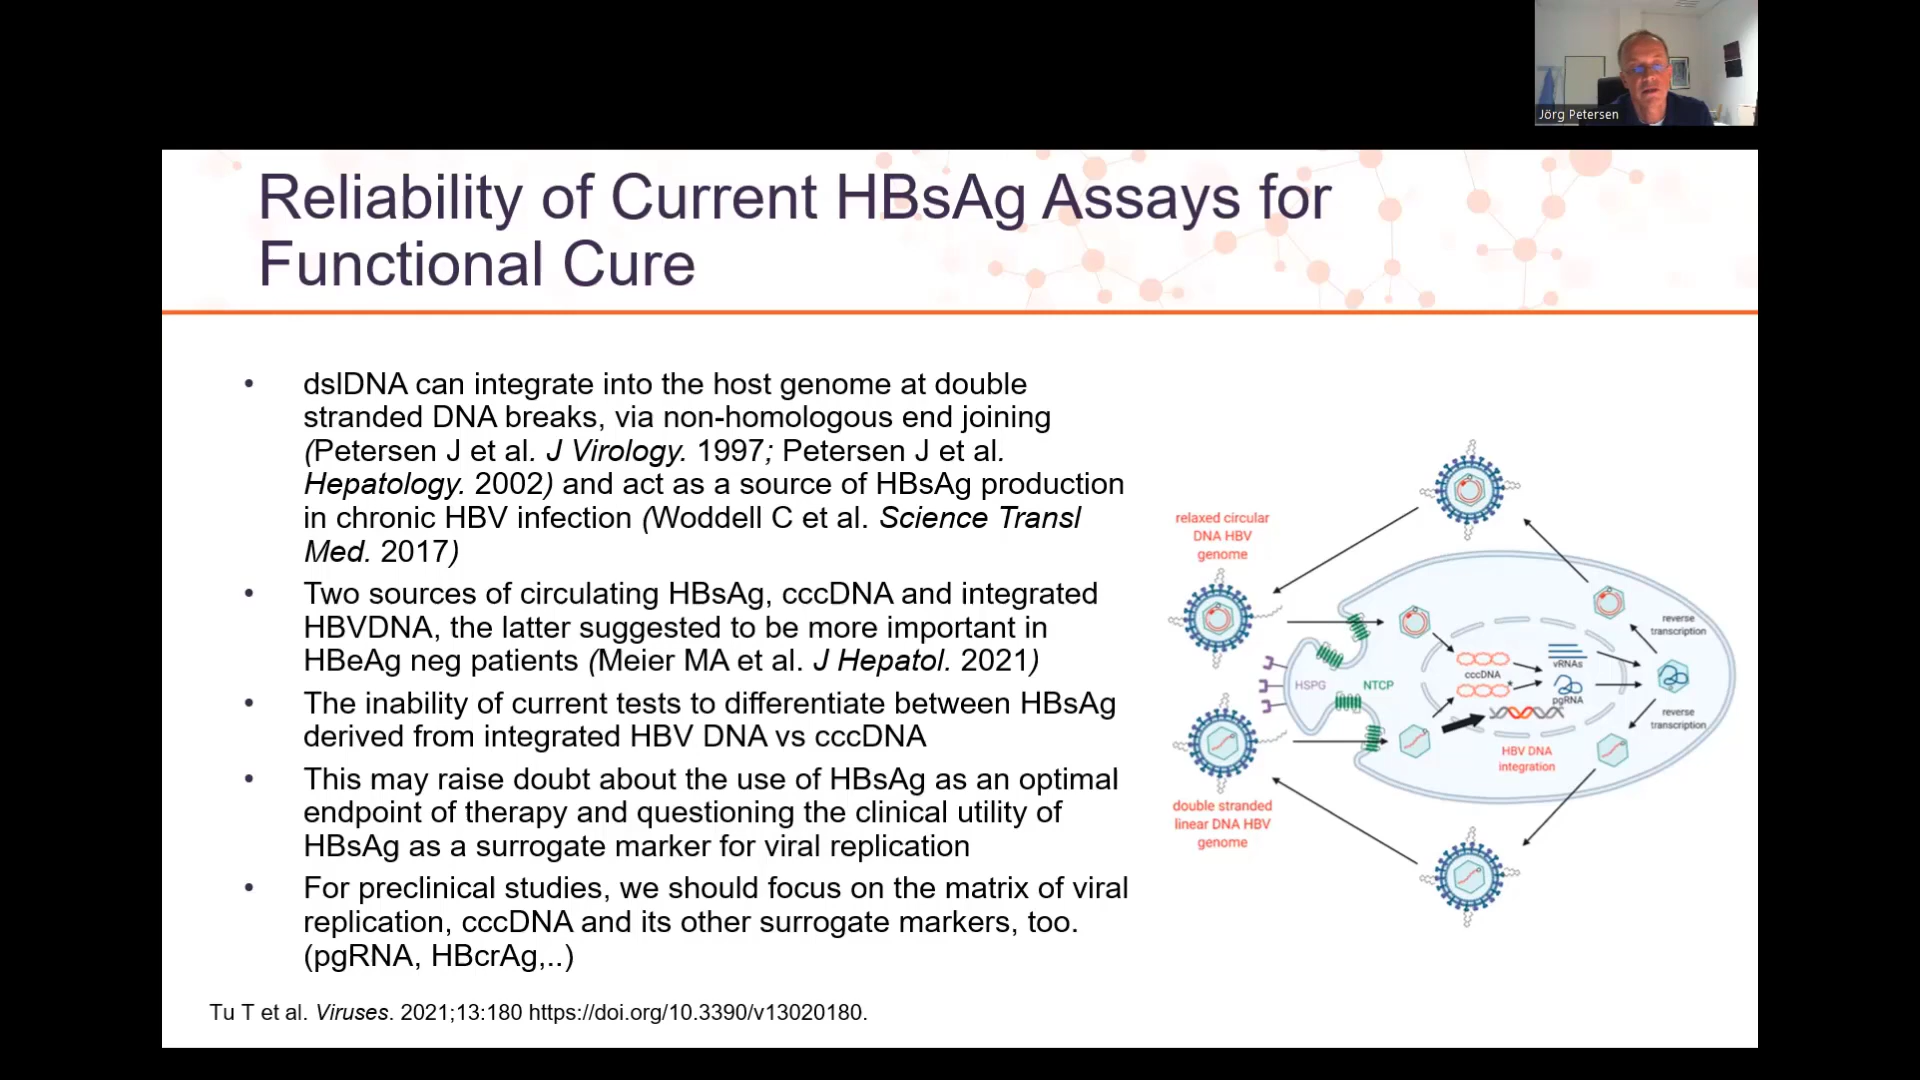 Jörg Petersen
Reliability of Current HBsAg Assays for
Functional Cure
• dslDNA can integrate into the host genome at double
stranded DNA breaks, via non-homologous end joining
(Petersen J et al. J Virology. 1997; Petersen J et al.
Hepatology. 2002) and act as a source of HBsAg production
in chronic HBV infection (Woddell C et al. Science Transl
Med. 2017)
• Two sources of circulating HBsAg, cccDNA and integrated
HBVDNA, the latter suggested to be more important in
HBeAg neg patients (Meier MA et al. J Hepatol. 2021)
• The inability of current tests to differentiate between HBsAg
derived from integrated HBV DNA vs cccDNA
• This may raise doubt about the use of HBsAg as an optimal
endpoint of therapy and questioning the clinical utility of
HBsAg as a surrogate marker for viral replication
• For preclinical studies, we should focus on the matrix of viral
replication, cccDNA and its other surrogate markers, too.
(pgRNA, HBcrAg,..)
relaxed circular
DNA HBV
genome
HSPG
NTCP
cccDNA
*
vRNAs
pgRNA
reverse
transcription
reverse
transcription
HBV DNA
integration
double stranded
linear DNA HBV
genome
Tu T et al. Viruses. 2021;13:180 https://doi.org/10.3390/v13020180.